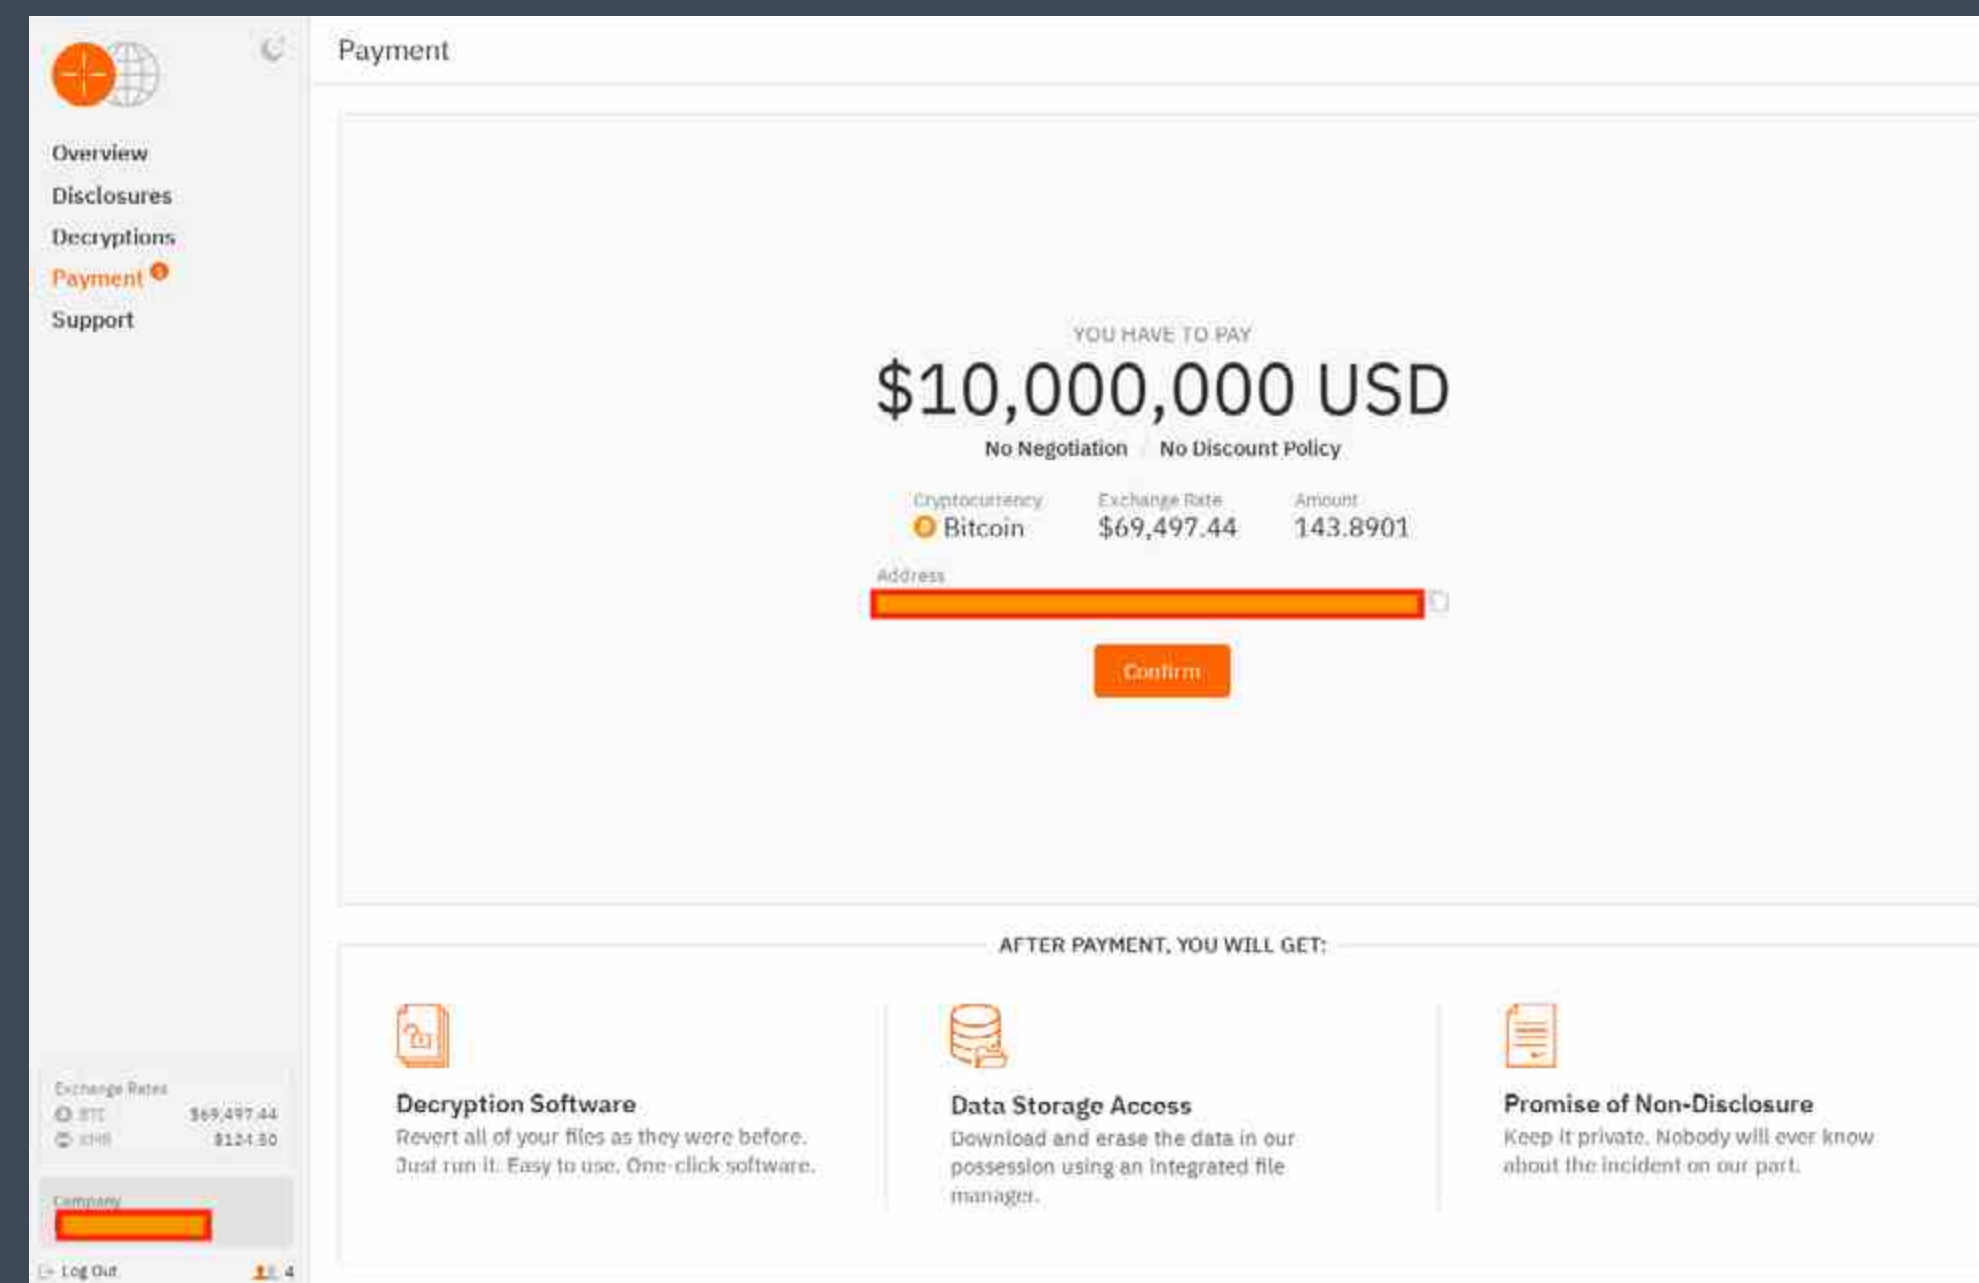 Payment
Overview
Disclosures
Decryptions
Payment
Support
YOU HAVE TO PAY
$10,000,000 USD
No Negotiation / No Discount Policy
Cryptocurrency Exchange Rate Amount
Bitcoin $69,497.44 143.8901
Address
Confirm
AFTER PAYMENT, YOU WILL GET:
Decryption Software
Revert all of your files as they were before.
Just run it. Easy to use. One-click software.
Data Storage Access
Download and erase the data in our
possession using an integrated file
manager.
Promise of Non-Disclosure
Keep it private. Nobody will ever know
about the incident on our part.
Exchange Rates
BTC $69,497.44
XMR $124.50
Company
Log Out 4